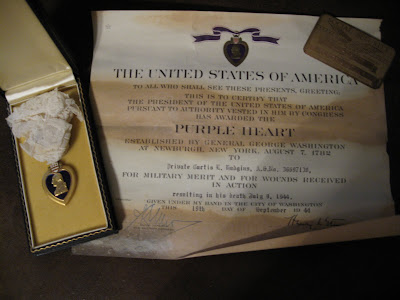 THE UNITED STATES OF AMERICA
TO ALL WHO SHALL SEE THESE PRESENTS, GREETING:
THIS IS TO CERTIFY THAT
THE PRESIDENT OF THE UNITED STATES OF AMERICA
PURSUANT TO AUTHORITY VESTED IN HIM BY CONGRESS
HAS AWARDED THE
PURPLE HEART
ESTABLISHED BY GENERAL GEORGE WASHINGTON
AT NEWBURGH, NEW YORK, AUGUST 7, 1782
TO
Private Curtis
FOR MILITARY MERIT AND FOR WOUNDS RECEIVED
IN ACTION
resulting in his death July 1944.
GIVEN UNDER MY HAND IN THE CITY OF WASHINGTON
THIS DAY OF September 19